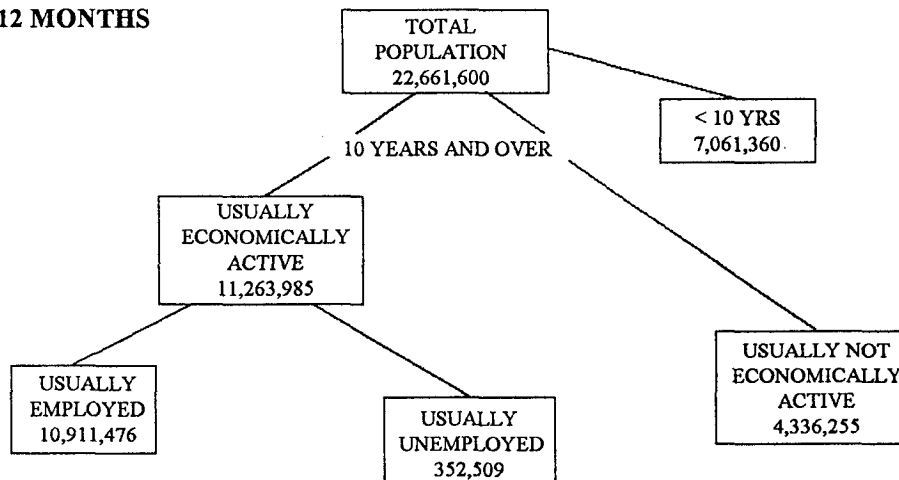 12 MONTHS
TOTAL
POPULATION
22,661,600
< 10 YRS
7,061,360
10 YEARS AND OVER
USUALLY
ECONOMICALLY
ACTIVE
11,263,985
USUALLY NOT
ECONOMICALLY
ACTIVE
4,336,255
USUALLY
EMPLOYED
10,911,476
USUALLY
UNEMPLOYED
352,509